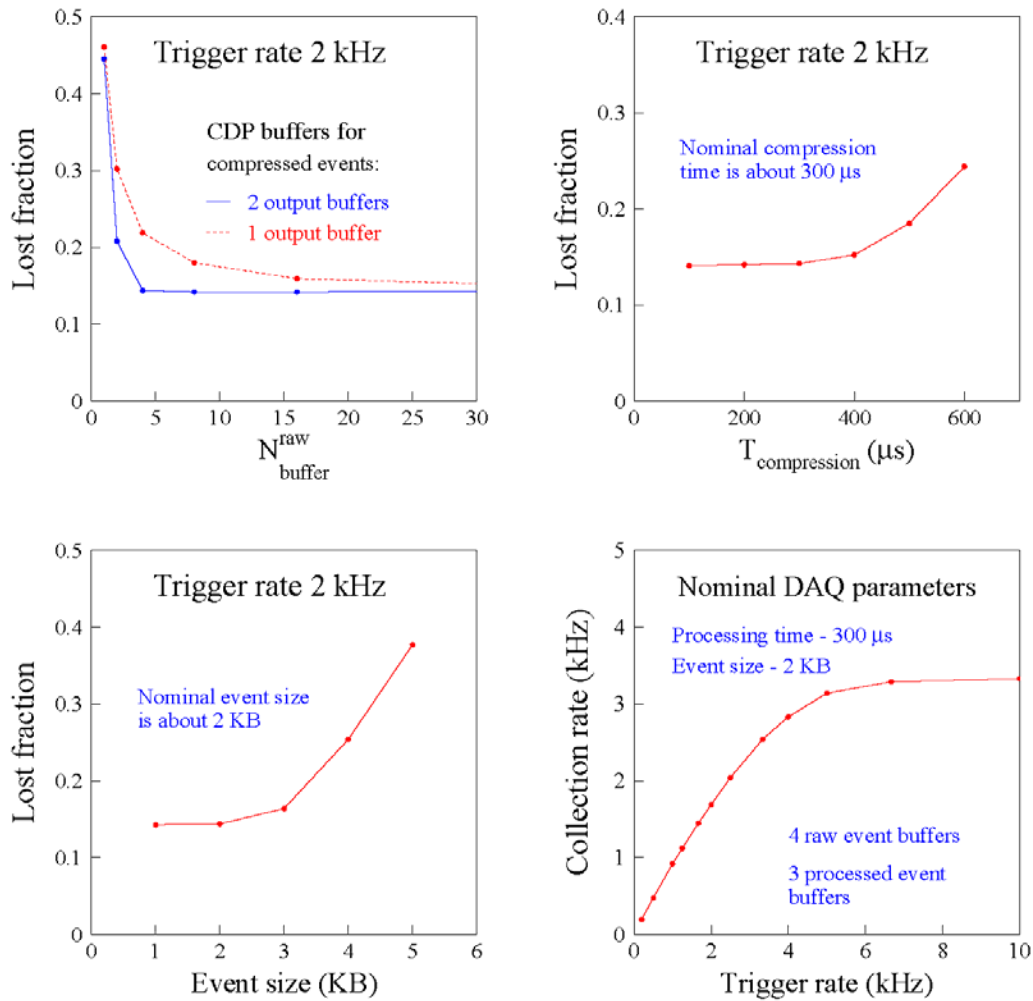 Trigger rate 2 kHz
CDP buffers for
compressed events:
2 output buffers
1 output buffer
Lost fraction
0.5
0.4
0.3
0.2
0.1
0
0 5 10 15 20 25 30
N raw buffer
Trigger rate 2 kHz
Nominal compression
time is about 300 μs
Lost fraction
0.4
0.3
0.2
0.1
0
0 200 400 600
T compression (μs)
Trigger rate 2 kHz
Nominal event size
is about 2 KB
Lost fraction
0.5
0.4
0.3
0.2
0.1
0
0 1 2 3 4 5 6
Event size (KB)
Nominal DAQ parameters
Processing time - 300 μs
Event size - 2 KB
4 raw event buffers
3 processed event
buffers
Collection rate (kHz)
5
4
3
2
1
0
0 2 4 6 8 10
Trigger rate (kHz)